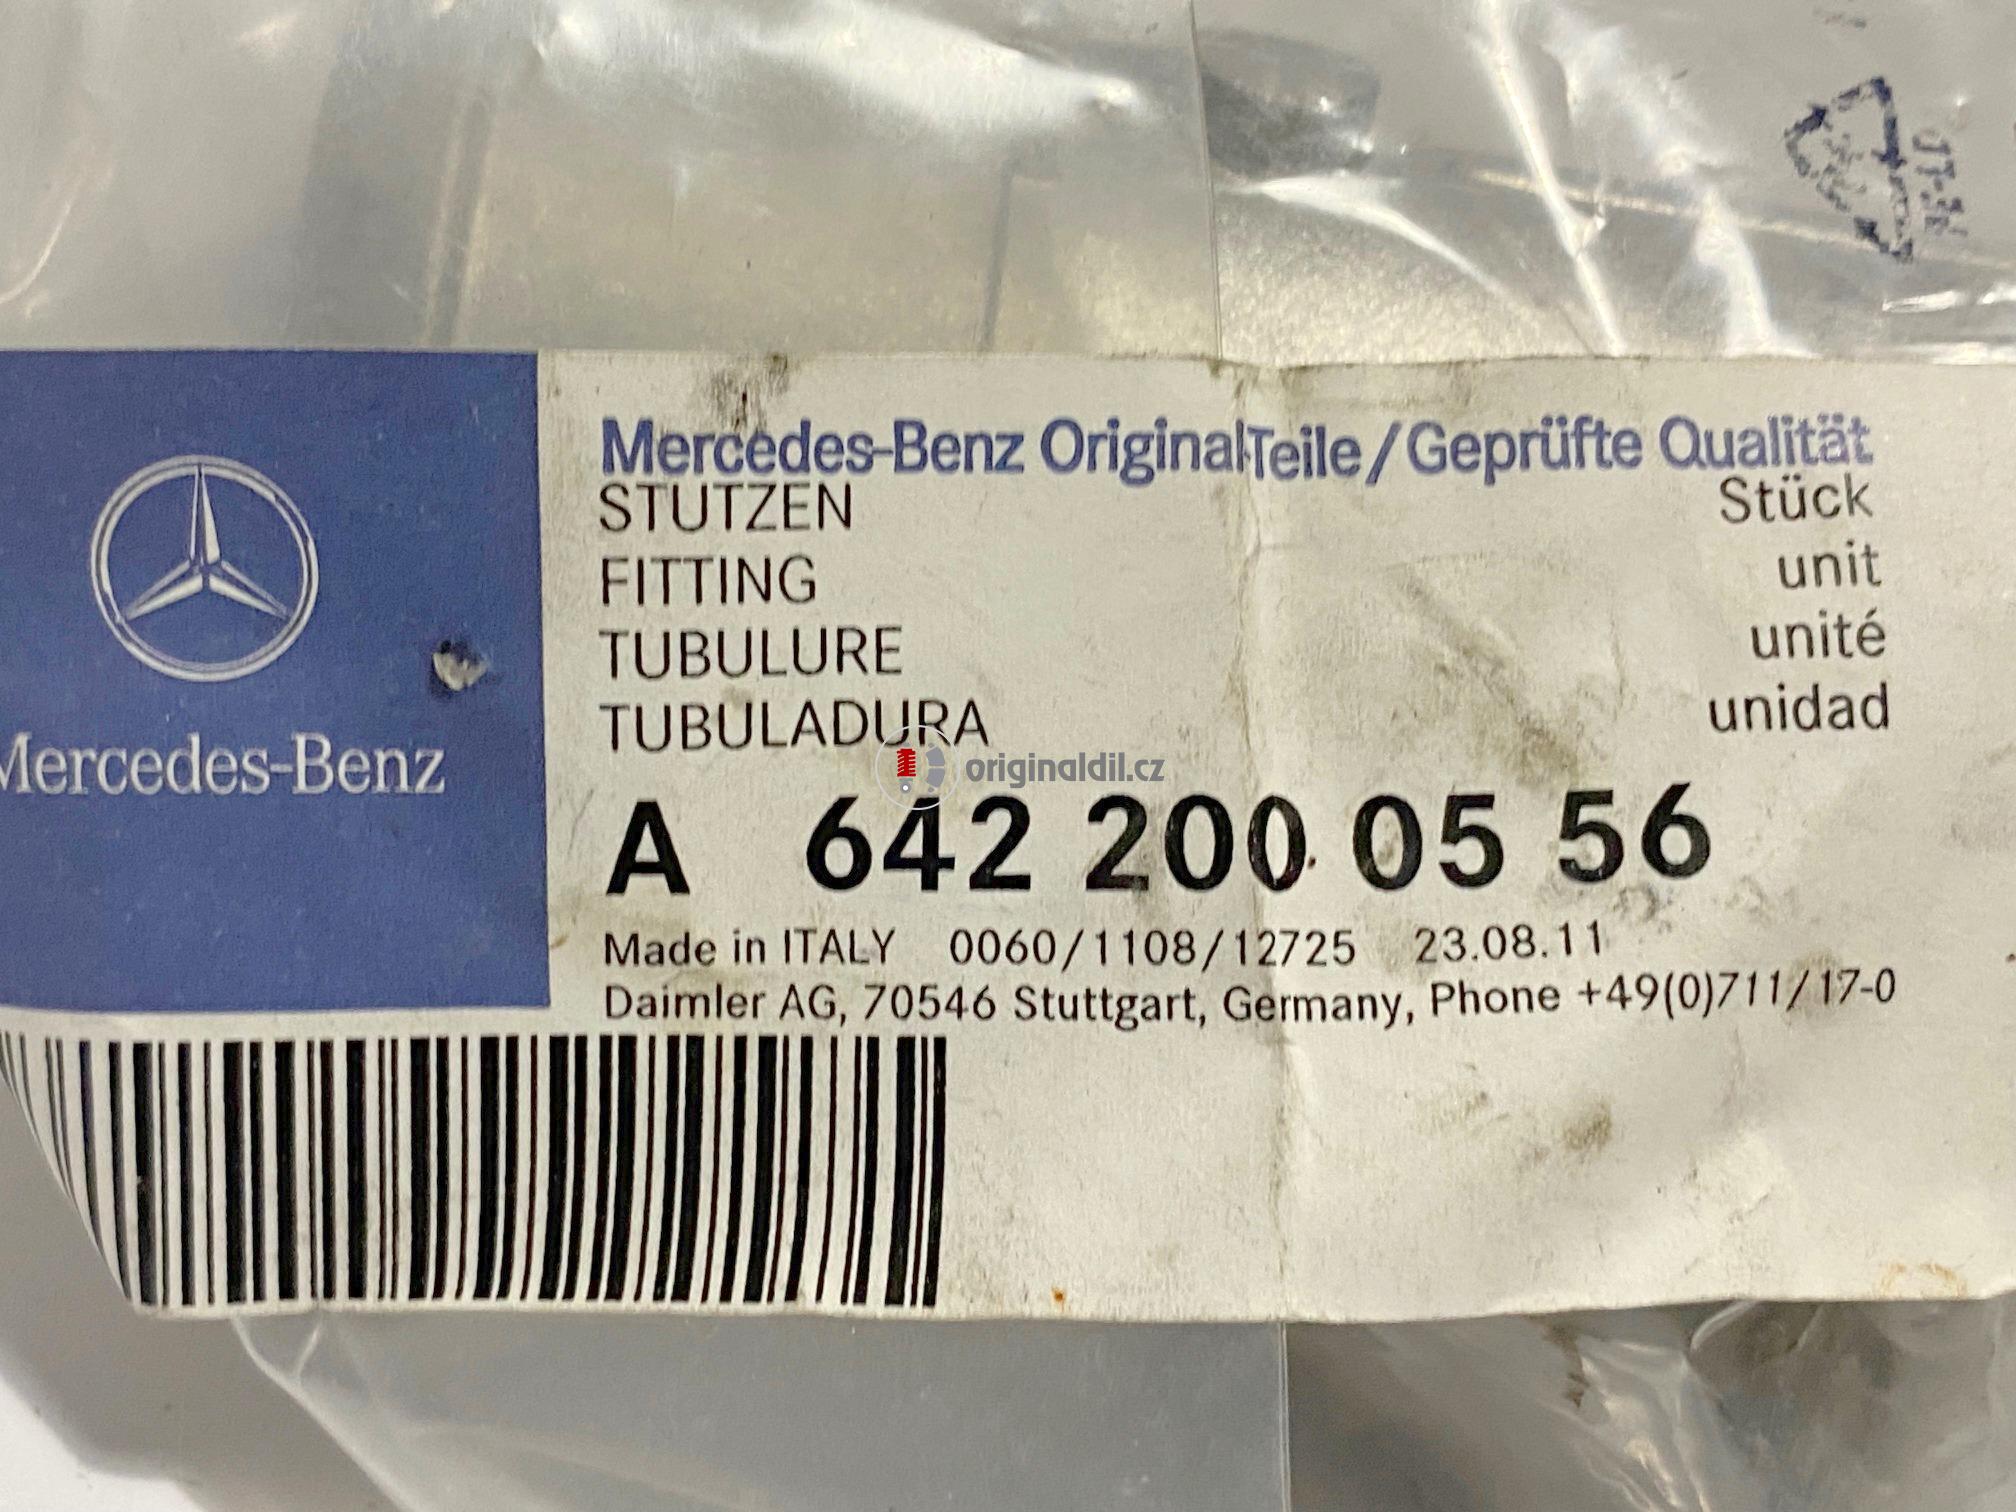 Mercedes-Benz Original-Teile/Geprüfte Qualität
STUTZEN Stück
FITTING unit
TUBULURE unité
TUBULADURA unidad
Mercedes-Benz
originaldil.cz
A 642 200 05 56
Made in ITALY 0060/1108/12725 23.08.11
Daimler AG, 70546 Stuttgart, Germany, Phone +49(0)711/17-0